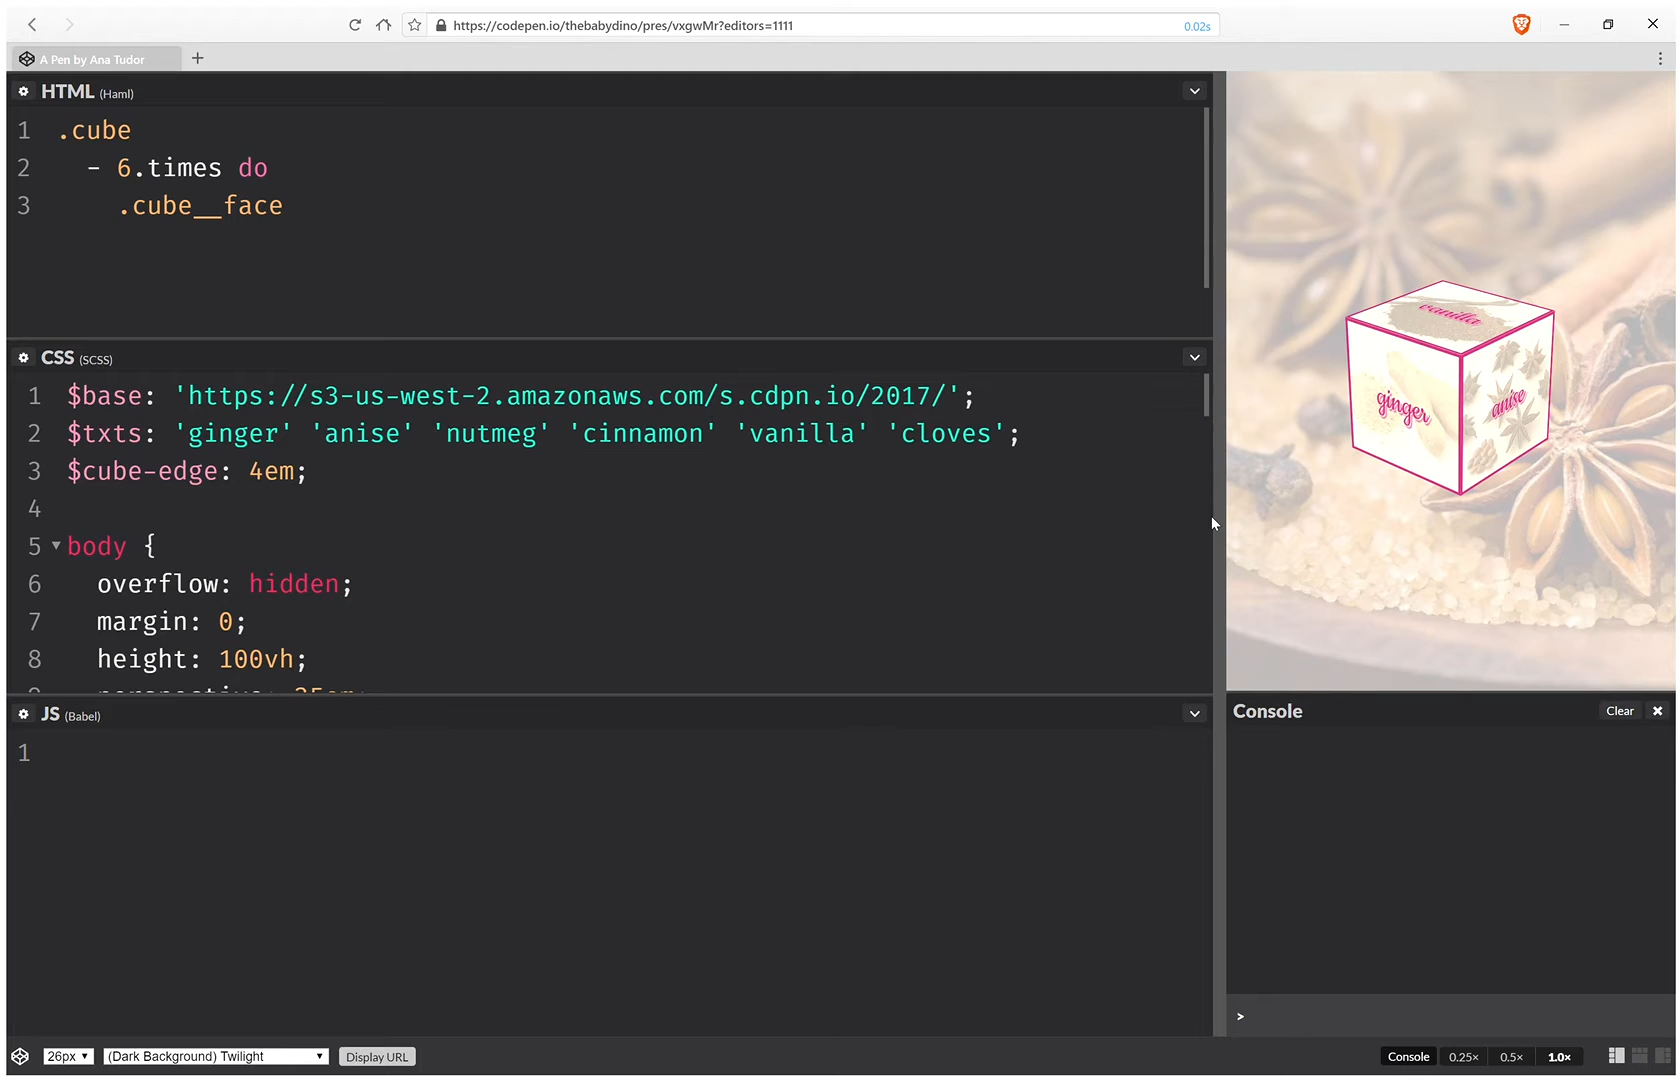 https://codepen.io/thebabydino/pres/vxgwMr?editors=1111
0.02s
A Pen by Ana Tudor
HTML (Haml)
1 .cube
2 - 6.times do
3 .cube__face
CSS (SCSS)
1 $base: 'https://s3-us-west-2.amazonaws.com/s.cdpn.io/2017/';
2 $txts: 'ginger' 'anise' 'nutmeg' 'cinnamon' 'vanilla' 'cloves';
3 $cube-edge: 4em;
4
5 body {
6 overflow: hidden;
7 margin: 0;
8 height: 100vh;
JS (Babel)
1
vanilla
ginger
anise
Console
Clear
>
26px
(Dark Background) Twilight
Display URL
Console
0.25×
0.5×
1.0×